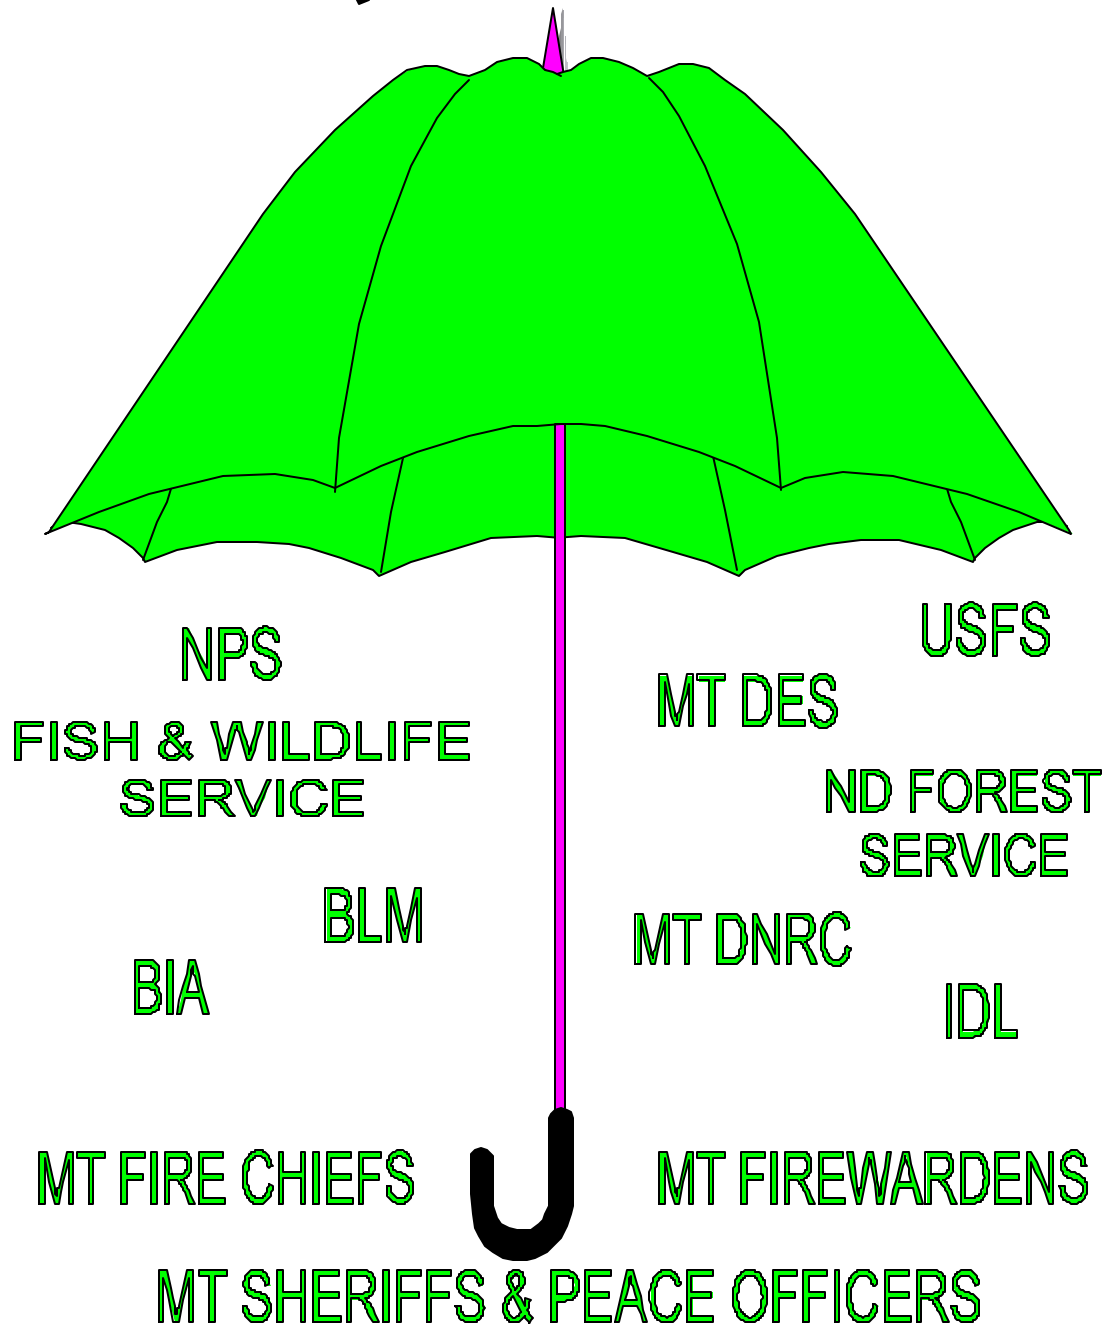 USFS
NPS
MT DES
FISH & WILDLIFE
SERVICE
ND FOREST
SERVICE
BLM
MT DNRC
BIA
IDL
MT FIRE CHIEFS
MT FIREWARDENS
MT SHERIFFS & PEACE OFFICERS